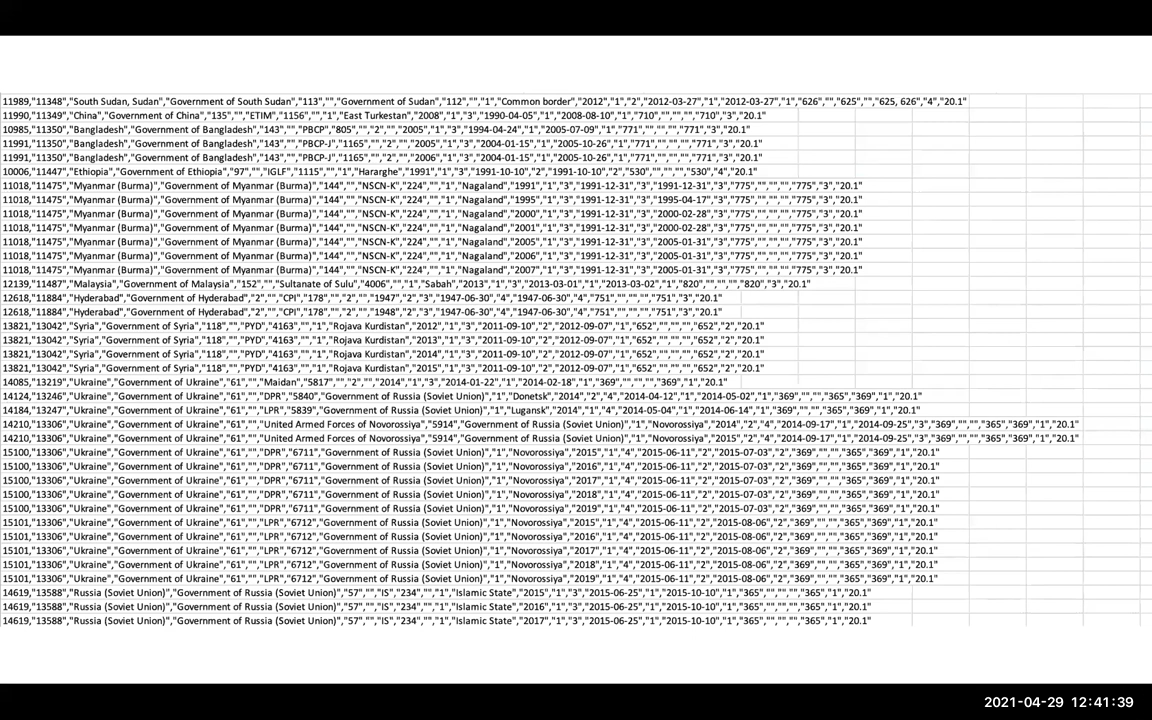 11989,"11348","South Sudan, Sudan","Government of South Sudan","113","","Government of Sudan","112","","1","Common border","2012","1","2","2012-03-27","1","2012-03-27","1","626","","625","","625, 626","4","20.1"
11990,"11349","China","Government of China","135","","ETIM","1156","","1","East Turkestan","2008","1","3","1990-04-05","1","2008-08-10","1","710","","","","710","3","20.1"
10985,"11350","Bangladesh","Government of Bangladesh","143","","PBCP","805","","2","","2005","1","3","1994-04-24","1","2005-07-09","1","771","","","","771","3","20.1"
11991,"11350","Bangladesh","Government of Bangladesh","143","","PBCP-J","1165","","2","","2005","1","3","2004-01-15","1","2005-10-26","1","771","","","","771","3","20.1"
11991,"11350","Bangladesh","Government of Bangladesh","143","","PBCP-J","1165","","2","","2006","1","3","2004-01-15","1","2005-10-26","1","771","","","","771","3","20.1"
10006,"11447","Ethiopia","Government of Ethiopia","97","","IGLF","1115","","1","Hararghe","1991","1","3","1991-10-10","2","1991-10-10","2","530","","","","530","4","20.1"
11018,"11475","Myanmar (Burma)","Government of Myanmar (Burma)","144","","NSCN-K","224","","1","Nagaland","1991","1","3","1991-12-31","3","1991-12-31","3","775","","","","775","3","20.1"
11018,"11475","Myanmar (Burma)","Government of Myanmar (Burma)","144","","NSCN-K","224","","1","Nagaland","1995","1","3","1991-12-31","3","1995-04-17","3","775","","","","775","3","20.1"
11018,"11475","Myanmar (Burma)","Government of Myanmar (Burma)","144","","NSCN-K","224","","1","Nagaland","2000","1","3","1991-12-31","3","2000-02-28","3","775","","","","775","3","20.1"
11018,"11475","Myanmar (Burma)","Government of Myanmar (Burma)","144","","NSCN-K","224","","1","Nagaland","2001","1","3","1991-12-31","3","2000-02-28","3","775","","","","775","3","20.1"
11018,"11475","Myanmar (Burma)","Government of Myanmar (Burma)","144","","NSCN-K","224","","1","Nagaland","2005","1","3","1991-12-31","3","2005-01-31","3","775","","","","775","3","20.1"
11018,"11475","Myanmar (Burma)","Government of Myanmar (Burma)","144","","NSCN-K","224","","1","Nagaland","2006","1","3","1991-12-31","3","2005-01-31","3","775","","","","775","3","20.1"
11018,"11475","Myanmar (Burma)","Government of Myanmar (Burma)","144","","NSCN-K","224","","1","Nagaland","2007","1","3","1991-12-31","3","2005-01-31","3","775","","","","775","3","20.1"
12139,"11487","Malaysia","Government of Malaysia","152","","Sultanate of Sulu","4006","","1","Sabah","2013","1","3","2013-03-01","1","2013-03-02","1","820","","","","820","3","20.1"
12618,"11884","Hyderabad","Government of Hyderabad","2","","CPI","178","","2","","1947","2","3","1947-06-30","4","1947-06-30","4","751","","","","751","3","20.1"
12618,"11884","Hyderabad","Government of Hyderabad","2","","CPI","178","","2","","1948","2","3","1947-06-30","4","1947-06-30","4","751","","","","751","3","20.1"
13821,"13042","Syria","Government of Syria","118","","PYD","4163","","1","Rojava Kurdistan","2012","1","3","2011-09-10","2","2012-09-07","1","652","","","","652","2","20.1"
13821,"13042","Syria","Government of Syria","118","","PYD","4163","","1","Rojava Kurdistan","2013","1","3","2011-09-10","2","2012-09-07","1","652","","","","652","2","20.1"
13821,"13042","Syria","Government of Syria","118","","PYD","4163","","1","Rojava Kurdistan","2014","1","3","2011-09-10","2","2012-09-07","1","652","","","","652","2","20.1"
13821,"13042","Syria","Government of Syria","118","","PYD","4163","","1","Rojava Kurdistan","2015","1","3","2011-09-10","2","2012-09-07","1","652","","","","652","2","20.1"
14085,"13219","Ukraine","Government of Ukraine","61","","Maidan","5817","","2","","2014","1","3","2014-01-22","1","2014-02-18","1","369","","","","369","1","20.1"
14124,"13246","Ukraine","Government of Ukraine","61","","DPR","5840","Government of Russia (Soviet Union)","1","Donetsk","2014","2","4","2014-04-12","1","2014-05-02","1","369","","","365","369","1","20.1"
14184,"13247","Ukraine","Government of Ukraine","61","","LPR","5839","Government of Russia (Soviet Union)","1","Lugansk","2014","1","4","2014-05-04","1","2014-06-14","1","369","","","365","369","1","20.1"
14210,"13306","Ukraine","Government of Ukraine","61","","United Armed Forces of Novorossiya","5914","Government of Russia (Soviet Union)","1","Novorossiya","2014","2","4","2014-09-17","1","2014-09-25","3","369","","","365","369","1","20.1"
14210,"13306","Ukraine","Government of Ukraine","61","","United Armed Forces of Novorossiya","5914","Government of Russia (Soviet Union)","1","Novorossiya","2015","2","4","2014-09-17","1","2014-09-25","3","369","","","365","369","1","20.1"
15100,"13306","Ukraine","Government of Ukraine","61","","DPR","6711","Government of Russia (Soviet Union)","1","Novorossiya","2015","1","4","2015-06-11","2","2015-07-03","2","369","","","365","369","1","20.1"
15100,"13306","Ukraine","Government of Ukraine","61","","DPR","6711","Government of Russia (Soviet Union)","1","Novorossiya","2016","1","4","2015-06-11","2","2015-07-03","2","369","","","365","369","1","20.1"
15100,"13306","Ukraine","Government of Ukraine","61","","DPR","6711","Government of Russia (Soviet Union)","1","Novorossiya","2017","1","4","2015-06-11","2","2015-07-03","2","369","","","365","369","1","20.1"
15100,"13306","Ukraine","Government of Ukraine","61","","DPR","6711","Government of Russia (Soviet Union)","1","Novorossiya","2018","1","4","2015-06-11","2","2015-07-03","2","369","","","365","369","1","20.1"
15100,"13306","Ukraine","Government of Ukraine","61","","DPR","6711","Government of Russia (Soviet Union)","1","Novorossiya","2019","1","4","2015-06-11","2","2015-07-03","2","369","","","365","369","1","20.1"
15101,"13306","Ukraine","Government of Ukraine","61","","LPR","6712","Government of Russia (Soviet Union)","1","Novorossiya","2015","1","4","2015-06-11","2","2015-08-06","2","369","","","365","369","1","20.1"
15101,"13306","Ukraine","Government of Ukraine","61","","LPR","6712","Government of Russia (Soviet Union)","1","Novorossiya","2016","1","4","2015-06-11","2","2015-08-06","2","369","","","365","369","1","20.1"
15101,"13306","Ukraine","Government of Ukraine","61","","LPR","6712","Government of Russia (Soviet Union)","1","Novorossiya","2017","1","4","2015-06-11","2","2015-08-06","2","369","","","365","369","1","20.1"
15101,"13306","Ukraine","Government of Ukraine","61","","LPR","6712","Government of Russia (Soviet Union)","1","Novorossiya","2018","1","4","2015-06-11","2","2015-08-06","2","369","","","365","369","1","20.1"
15101,"13306","Ukraine","Government of Ukraine","61","","LPR","6712","Government of Russia (Soviet Union)","1","Novorossiya","2019","1","4","2015-06-11","2","2015-08-06","2","369","","","365","369","1","20.1"
14619,"13588","Russia (Soviet Union)","Government of Russia (Soviet Union)","57","","IS","234","","1","Islamic State","2015","1","3","2015-06-25","1","2015-10-10","1","365","","","","365","1","20.1"
14619,"13588","Russia (Soviet Union)","Government of Russia (Soviet Union)","57","","IS","234","","1","Islamic State","2016","1","3","2015-06-25","1","2015-10-10","1","365","","","","365","1","20.1"
14619,"13588","Russia (Soviet Union)","Government of Russia (Soviet Union)","57","","IS","234","","1","Islamic State","2017","1","3","2015-06-25","1","2015-10-10","1","365","","","","365","1","20.1"
2021-04-29 12:41:39